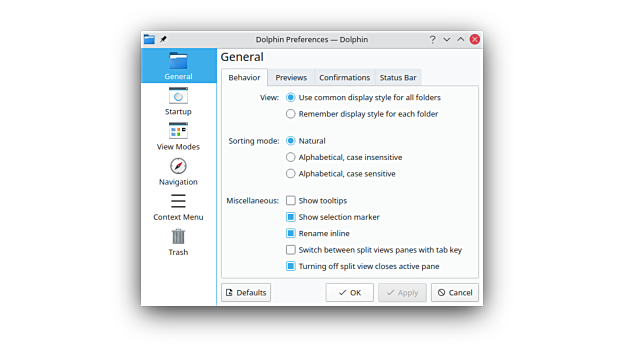 Dolphin Preferences — Dolphin
General
Startup
View Modes
Navigation
Context Menu
Trash
General
Behavior Previews Confirmations Status Bar
View: Use common display style for all folders
Remember display style for each folder
Sorting mode: Natural
Alphabetical, case insensitive
Alphabetical, case sensitive
Miscellaneous: Show tooltips
Show selection marker
Rename inline
Switch between split views panes with tab key
Turning off split view closes active pane
Defaults OK Apply Cancel